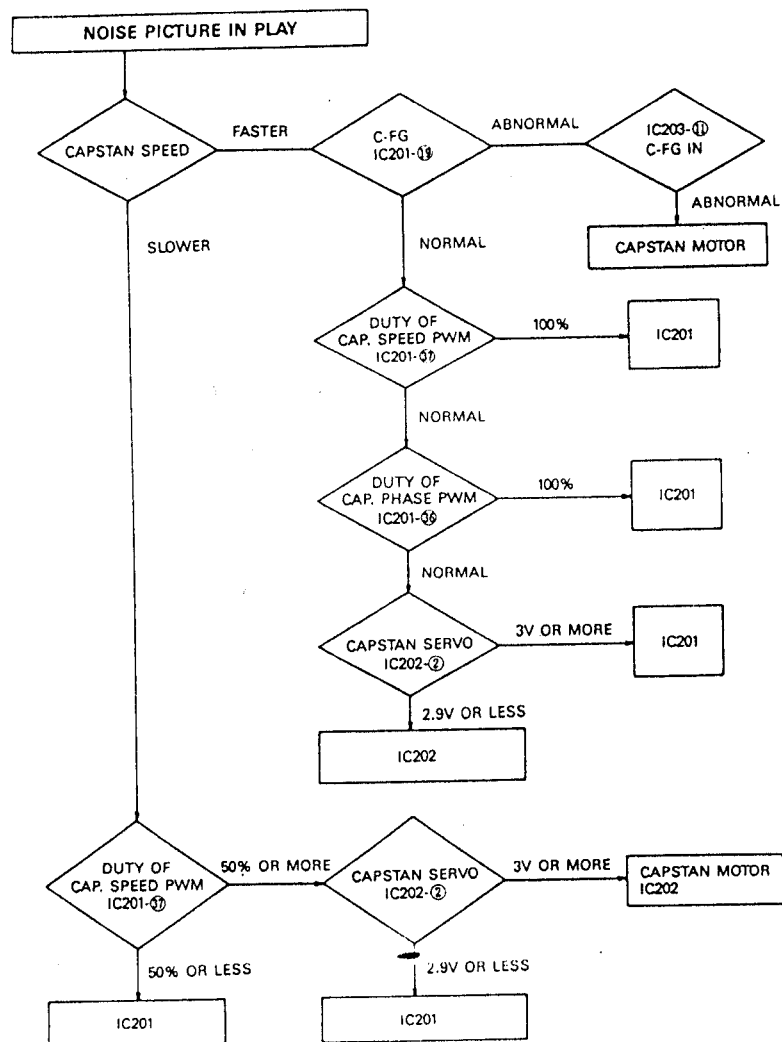 NOISE PICTURE IN PLAY
CAPSTAN SPEED
FASTER
C-FG
IC201-⑲
ABNORMAL
IC203-⑪
C-FG IN
ABNORMAL
CAPSTAN MOTOR
SLOWER
NORMAL
DUTY OF
CAP. SPEED PWM
IC201-㊲
100%
IC201
NORMAL
DUTY OF
CAP. PHASE PWM
IC201-㊱
100%
IC201
NORMAL
CAPSTAN SERVO
IC202-②
3V OR MORE
IC201
2.9V OR LESS
IC202
DUTY OF
CAP. SPEED PWM
IC201-㊲
50% OR MORE
CAPSTAN SERVO
IC202-②
3V OR MORE
CAPSTAN MOTOR
IC202
50% OR LESS
IC201
2.9V OR LESS
IC201